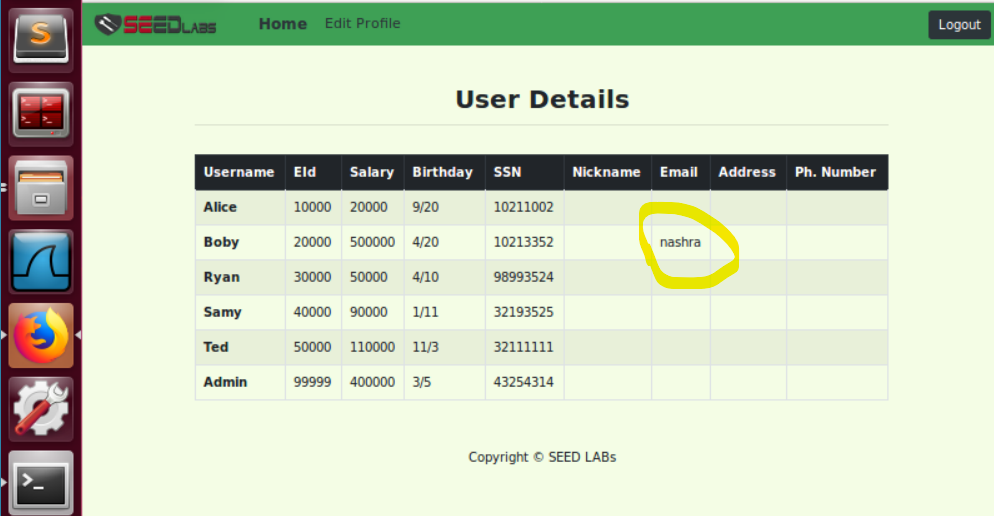 SEEDLABS Home Edit Profile Logout
User Details
Username EId Salary Birthday SSN Nickname Email Address Ph. Number
Alice 10000 20000 9/20 10211002
Boby 20000 500000 4/20 10213352 nashra
Ryan 30000 50000 4/10 98993524
Samy 40000 90000 1/11 32193525
Ted 50000 110000 11/3 32111111
Admin 99999 400000 3/5 43254314
Copyright © SEED LABs